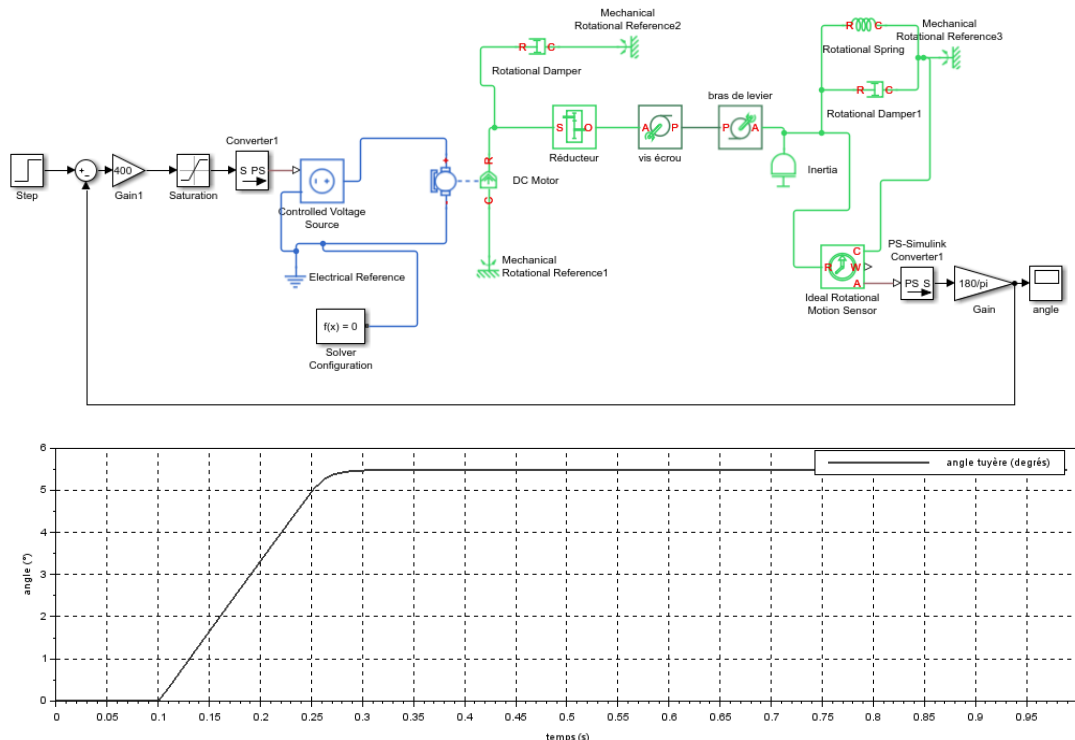 Mechanical
Rotational Reference2
R
C
Rotational Damper
R
C
Rotational Spring
Mechanical
Rotational Reference3
R
C
Rotational Damper1
bras de levier
Converter1
Step
+
-
400
Gain1
Saturation
S PS
Controlled Voltage
Source
+
-
DC Motor
R
C
S
O
Réducteur
A
P
vis écrou
P
A
Inertia
Electrical Reference
Mechanical
Rotational Reference1
f(x) = 0
Solver
Configuration
R
C
W
A
Ideal Rotational
Motion Sensor
PS-Simulink
Converter1
PS S
180/pi
Gain
angle
angle tuyère (degrés)
6
5
4
3
2
1
0
angle (°)
0
0.05
0.1
0.15
0.2
0.25
0.3
0.35
0.4
0.45
0.5
0.55
0.6
0.65
0.7
0.75
0.8
0.85
0.9
0.95
temps (s)